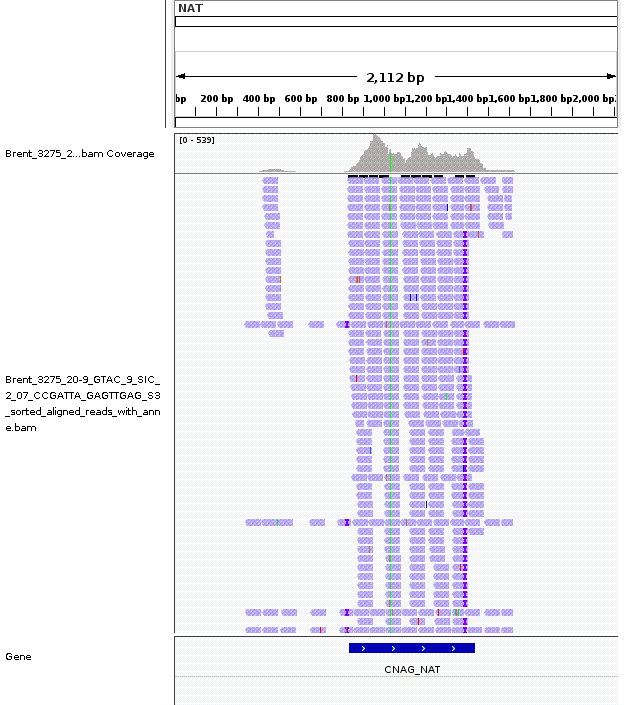 NAT
2,112 bp
bp 200 bp 400 bp 600 bp 800 bp 1,000 bp 1,200 bp 1,400 bp 1,600 bp 1,800 bp 2,000 bp
[0 - 539]
Brent_3275_2...bam Coverage
Brent_3275_20-9_GTAC_9_SIC_
2_07_CCGATTA_GAGTTGAG_S3
_sorted_aligned_reads_with_ann
e.bam
Gene
CNAG_NAT